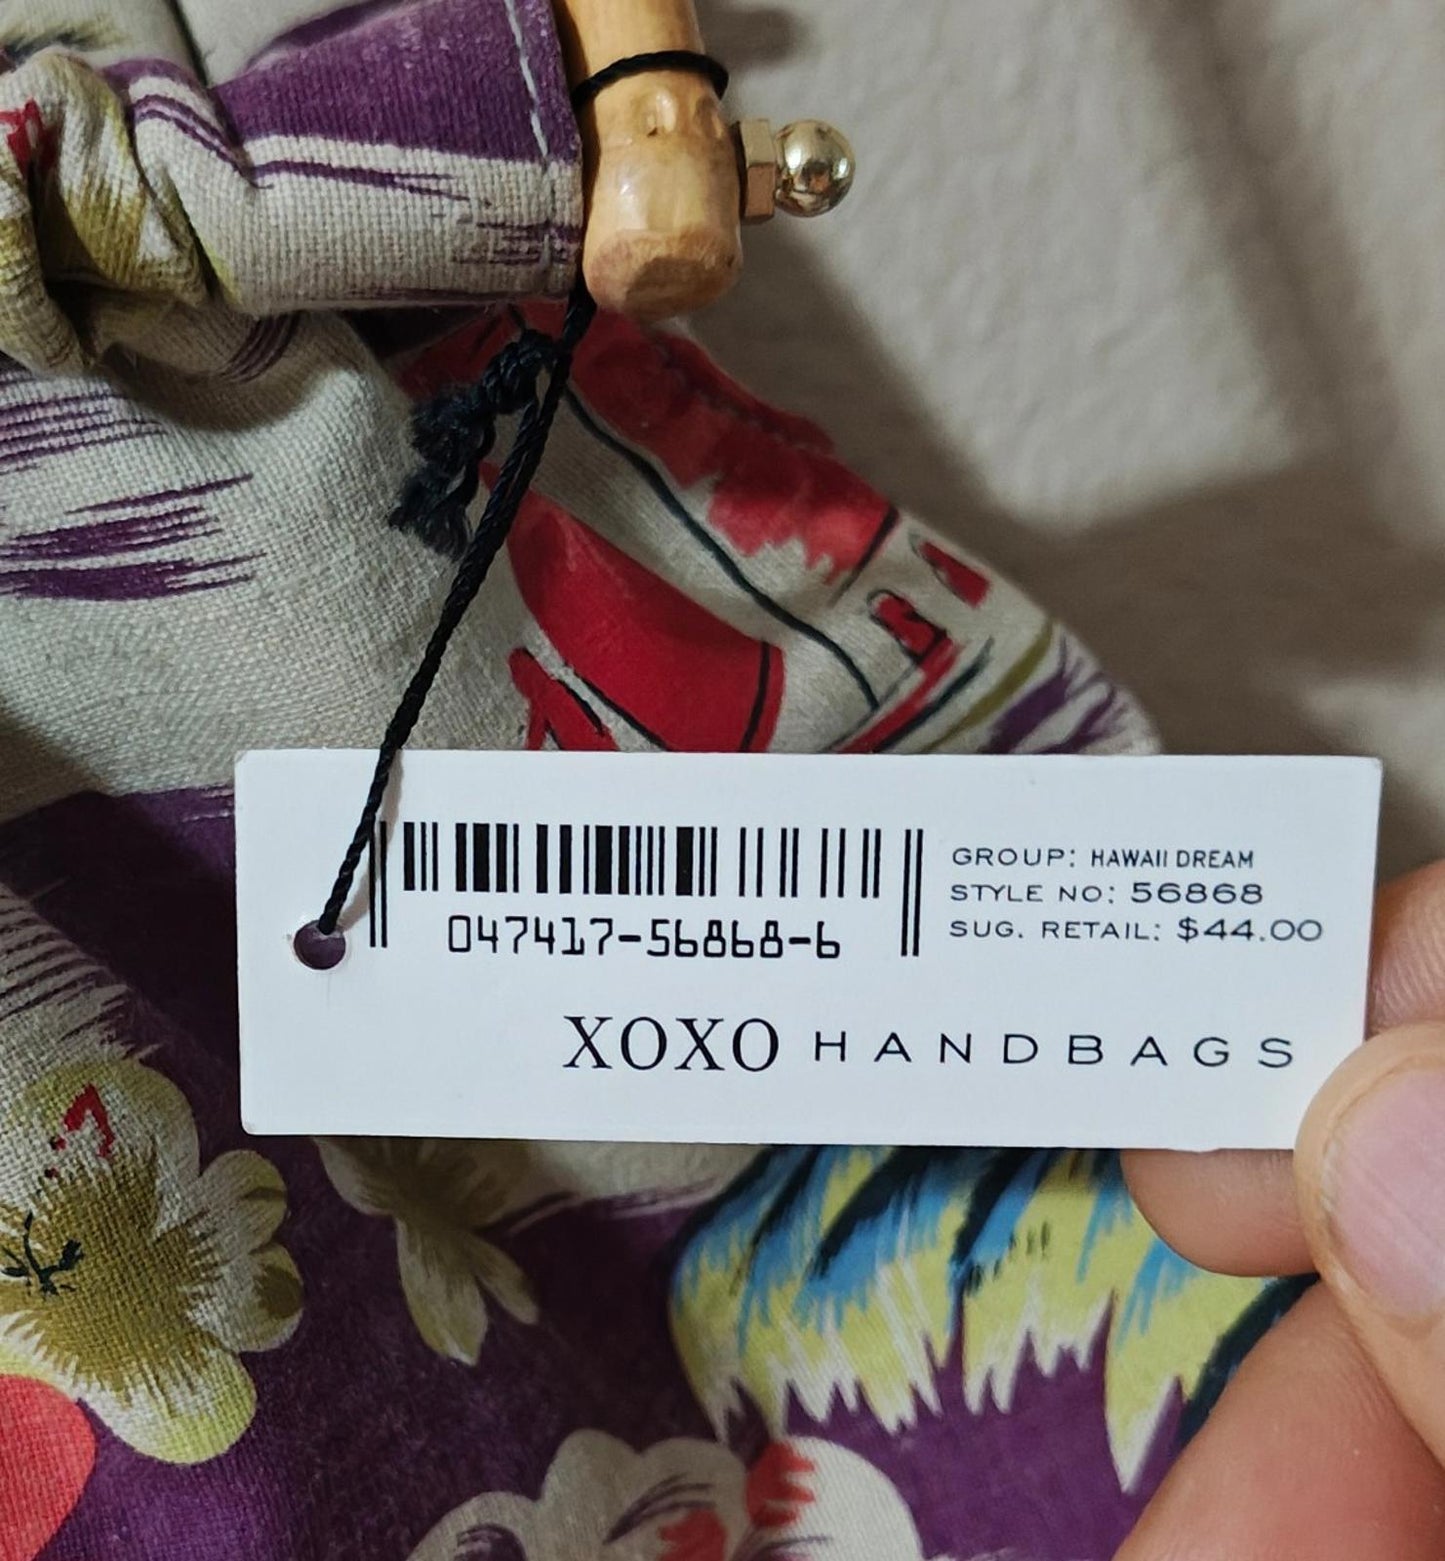 047417-56868-6
GROUP: HAWAII DREAM
STYLE NO: 56868
SUG. RETAIL: $44.00
XOXO HANDBAGS